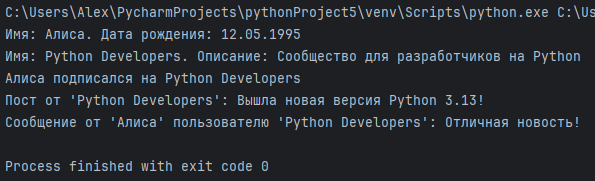 C:\Users\Alex\PycharmProjects\pythonProject5\venv\Scripts\python.exe C:\Us
Имя: Алиса. Дата рождения: 12.05.1995
Имя: Python Developers. Описание: Сообщество для разработчиков на Python
Алиса подписался на Python Developers
Пост от 'Python Developers': Вышла новая версия Python 3.13!
Сообщение от 'Алиса' пользователю 'Python Developers': Отличная новость!
Process finished with exit code 0